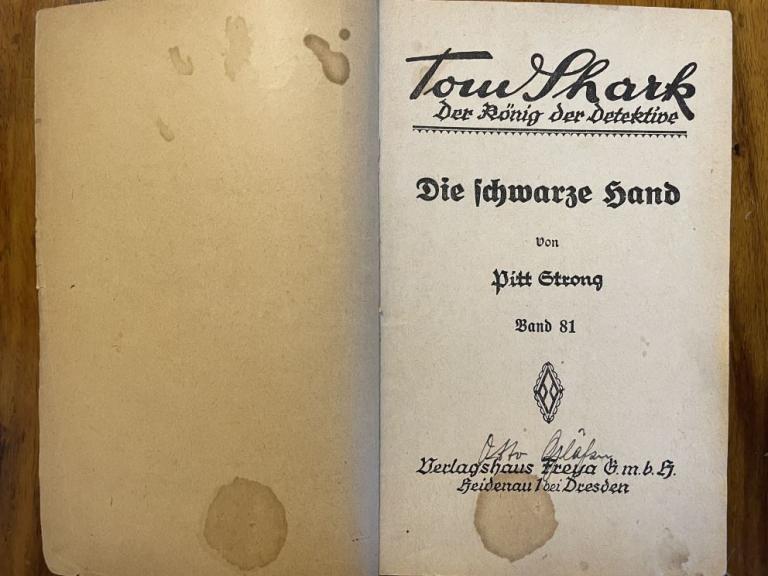 Tom Shark
Der König der Detektive
Die schwarze Hand
von
Pitt Strong
Band 81
Otto
Verlagshaus Freya G.m.b.H.
Heidenau 1 bei Dresden